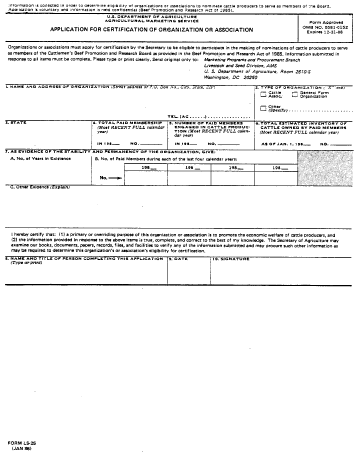 Information is collected in order to determine eligibility of organizations or associations to nominate cattle producers to serve as members of the Board.
Application is voluntary and information is held confidential (Beef Promotion and Research Act of 1985).
U.S. DEPARTMENT OF AGRICULTURE
AGRICULTURAL MARKETING SERVICE
APPLICATION FOR CERTIFICATION OF ORGANIZATION OR ASSOCIATION
Form Approved
OMB NO. 0581-0152
Expires 12-31-88
Organizations or associations must apply for certification by the Secretary to be eligible to participate in the making of nominations of cattle producers to serve
as members of the Cattlemen's Beef Promotion and Research Board as provided in the Beef Promotion and Research Act of 1985. Information submitted in
response to all items must be complete. Please type or print clearly. Send original only to:
Marketing Programs and Procurement Branch
Livestock and Seed Division, AMS
U. S. Department of Agriculture, Room 2610-S
Washington, DC 20250
1. NAME AND ADDRESS OF ORGANIZATION (Street address or P.O. Box No., City, State, ZIP)
TEL. (AC
2. TYPE OF ORGANIZATION ("X" one)
Cattle Assoc.
General Farm Organization
Other (Specify)
3. STATE
4. TOTAL PAID MEMBERSHIP (Most RECENT FULL calendar year)
IN 198__ NO.
5. NUMBER OF PAID MEMBERS ENGAGED IN CATTLE PRODUCTION (Most RECENT FULL calendar year)
IN 198__ NO.
6. TOTAL ESTIMATED INVENTORY OF CATTLE OWNED BY PAID MEMBERS (Most RECENT FULL calendar year)
AS OF JAN. 1, 198__ NO.
7. AS EVIDENCE OF THE STABILITY AND PERMANENCY OF THE ORGANIZATION, GIVE:
A. No. of Years in Existence
B. No. of Paid Members during each of the last four calendar years:
198__ 198__ 198__ 198__
No.
C. Other Evidence (Explain)
I hereby certify that: (1) a primary or overriding purpose of this organization or association is to promote the economic welfare of cattle producers, and
(2) the information provided in response to the above items is true, complete, and correct to the best of my knowledge. The Secretary of Agriculture may
examine our books, documents, papers, records, files, and facilities to verify any of the information submitted and may procure such other information as
may be required to determine this organization's or association's eligibility for certification.
8. NAME AND TITLE OF PERSON COMPLETING THIS APPLICATION (Type or print)
9. DATE
10. SIGNATURE
FORM LS-25
(JAN 86)